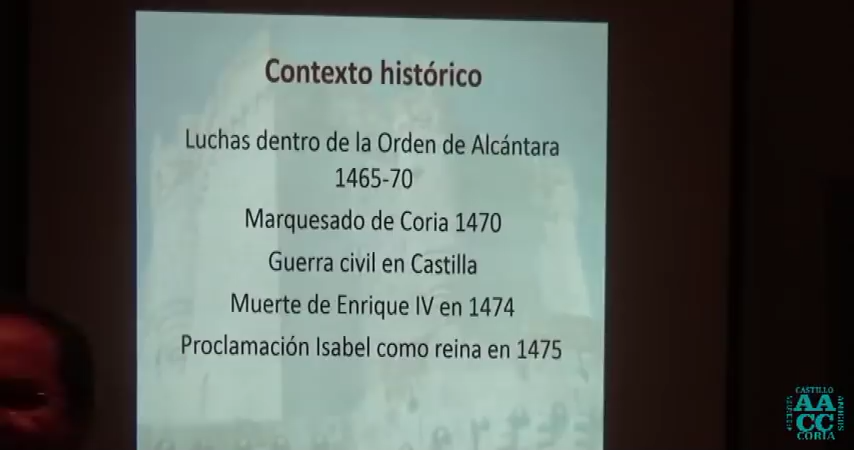 Contexto histórico
Luchas dentro de la Orden de Alcántara
1465-70
Marquesado de Coria 1470
Guerra civil en Castilla
Muerte de Enrique IV en 1474
Proclamación Isabel como reina en 1475
CASTILLO
AA
CC
CORIA